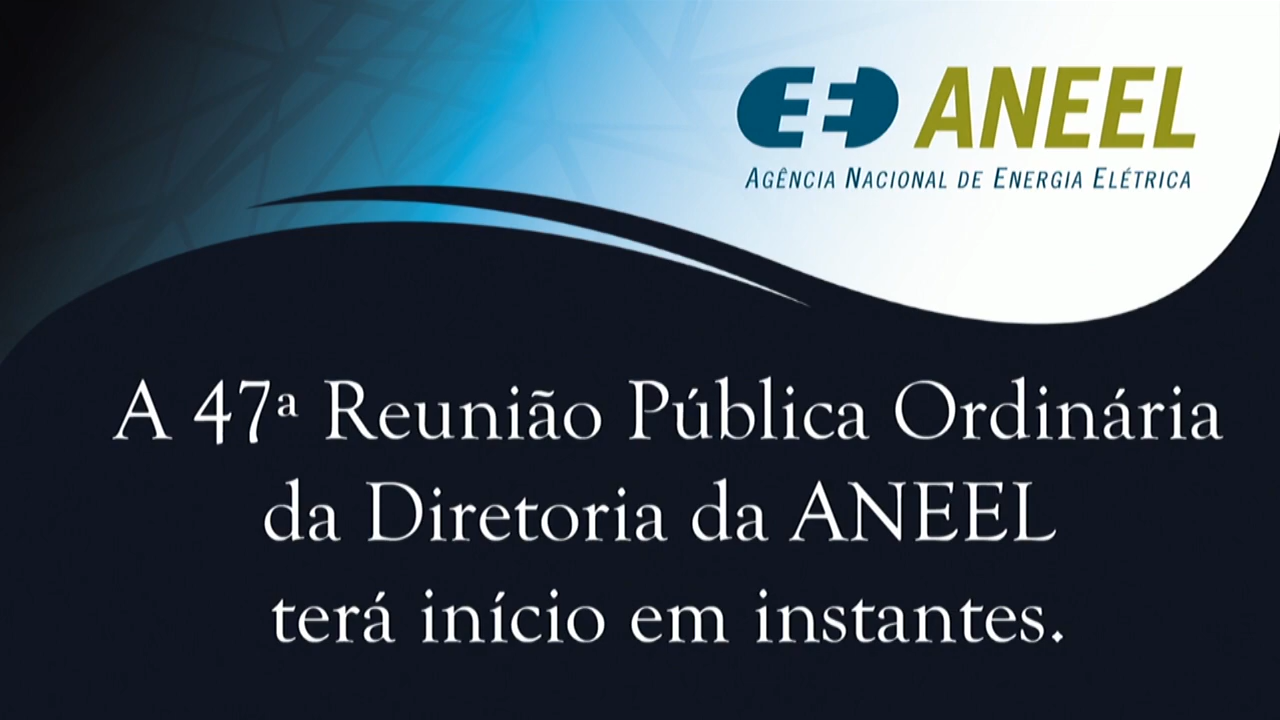 ANEEL
AGÊNCIA NACIONAL DE ENERGIA ELÉTRICA
A 47ª Reunião Pública Ordinária
da Diretoria da ANEEL
terá início em instantes.